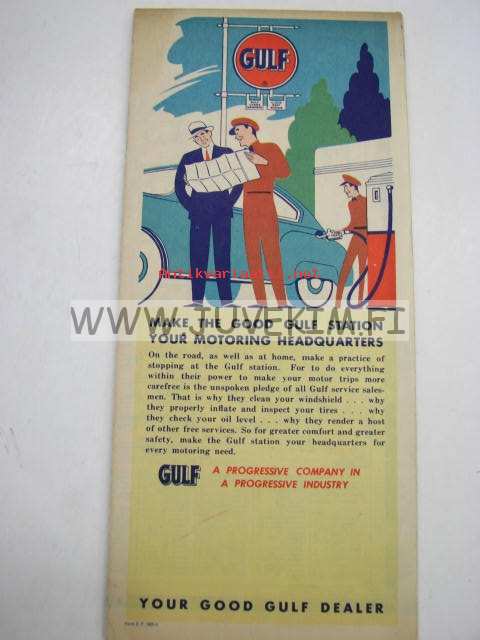 GULF
Antikvariaatti.net
WWW.JUVEKIM.FI
MAKE THE GOOD GULF STATION
YOUR MOTORING HEADQUARTERS
On the road, as well as at home, make a practice of
stopping at the Gulf station. For to do everything
within their power to make your motor trips more
carefree is the unspoken pledge of all Gulf service sales-
men. That is why they clean your windshield . . . why
they properly inflate and inspect your tires . . . why
they check your oil level . . . why they render a host
of other free services. So for greater comfort and greater
safety, make the Gulf station your headquarters for
every motoring need.
GULF
A PROGRESSIVE COMPANY IN
A PROGRESSIVE INDUSTRY
YOUR GOOD GULF DEALER